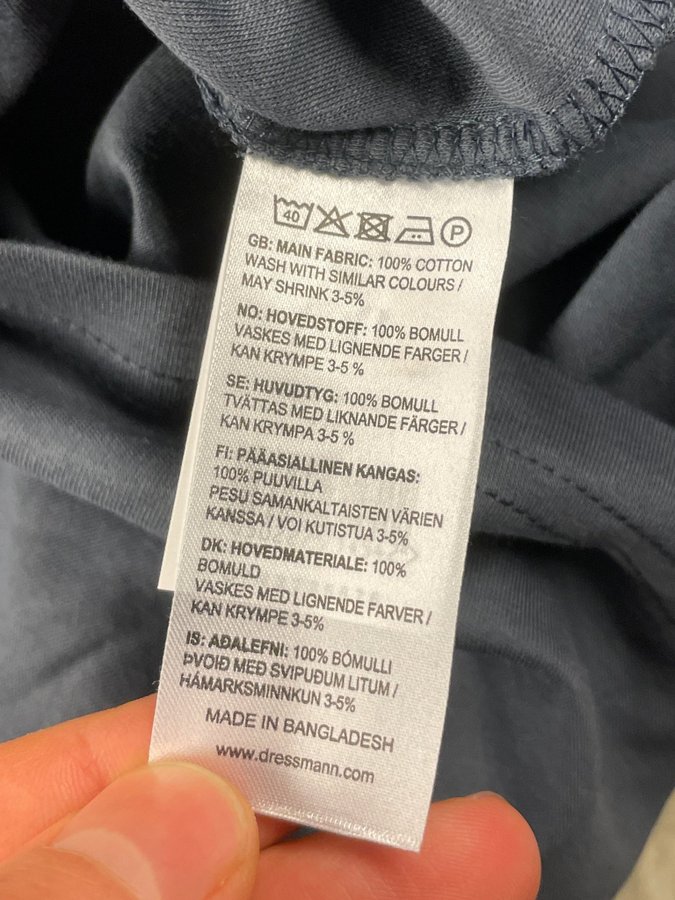 40 P
GB: MAIN FABRIC: 100% COTTON
WASH WITH SIMILAR COLOURS /
MAY SHRINK 3-5%
NO: HOVEDSTOFF: 100% BOMULL
VASKES MED LIGNENDE FARGER /
KAN KRYMPE 3-5 %
SE: HUVUDTYG: 100% BOMULL
TVÄTTAS MED LIKNANDE FÄRGER /
KAN KRYMPA 3-5 %
FI: PÄÄASIALLINEN KANGAS:
100% PUUVILLA
PESU SAMANKALTAISTEN VÄRIEN
KANSSA / VOI KUTISTUA 3-5%
DK: HOVEDMATERIALE: 100%
BOMULD
VASKES MED LIGNENDE FARVER /
KAN KRYMPE 3-5%
IS: AÐALEFNI: 100% BÓMULLI
ÞVOIÐ MEÐ SVIPUÐUM LITUM /
HÁMARKSMINNKUN 3-5%
MADE IN BANGLADESH
www.dressmann.com